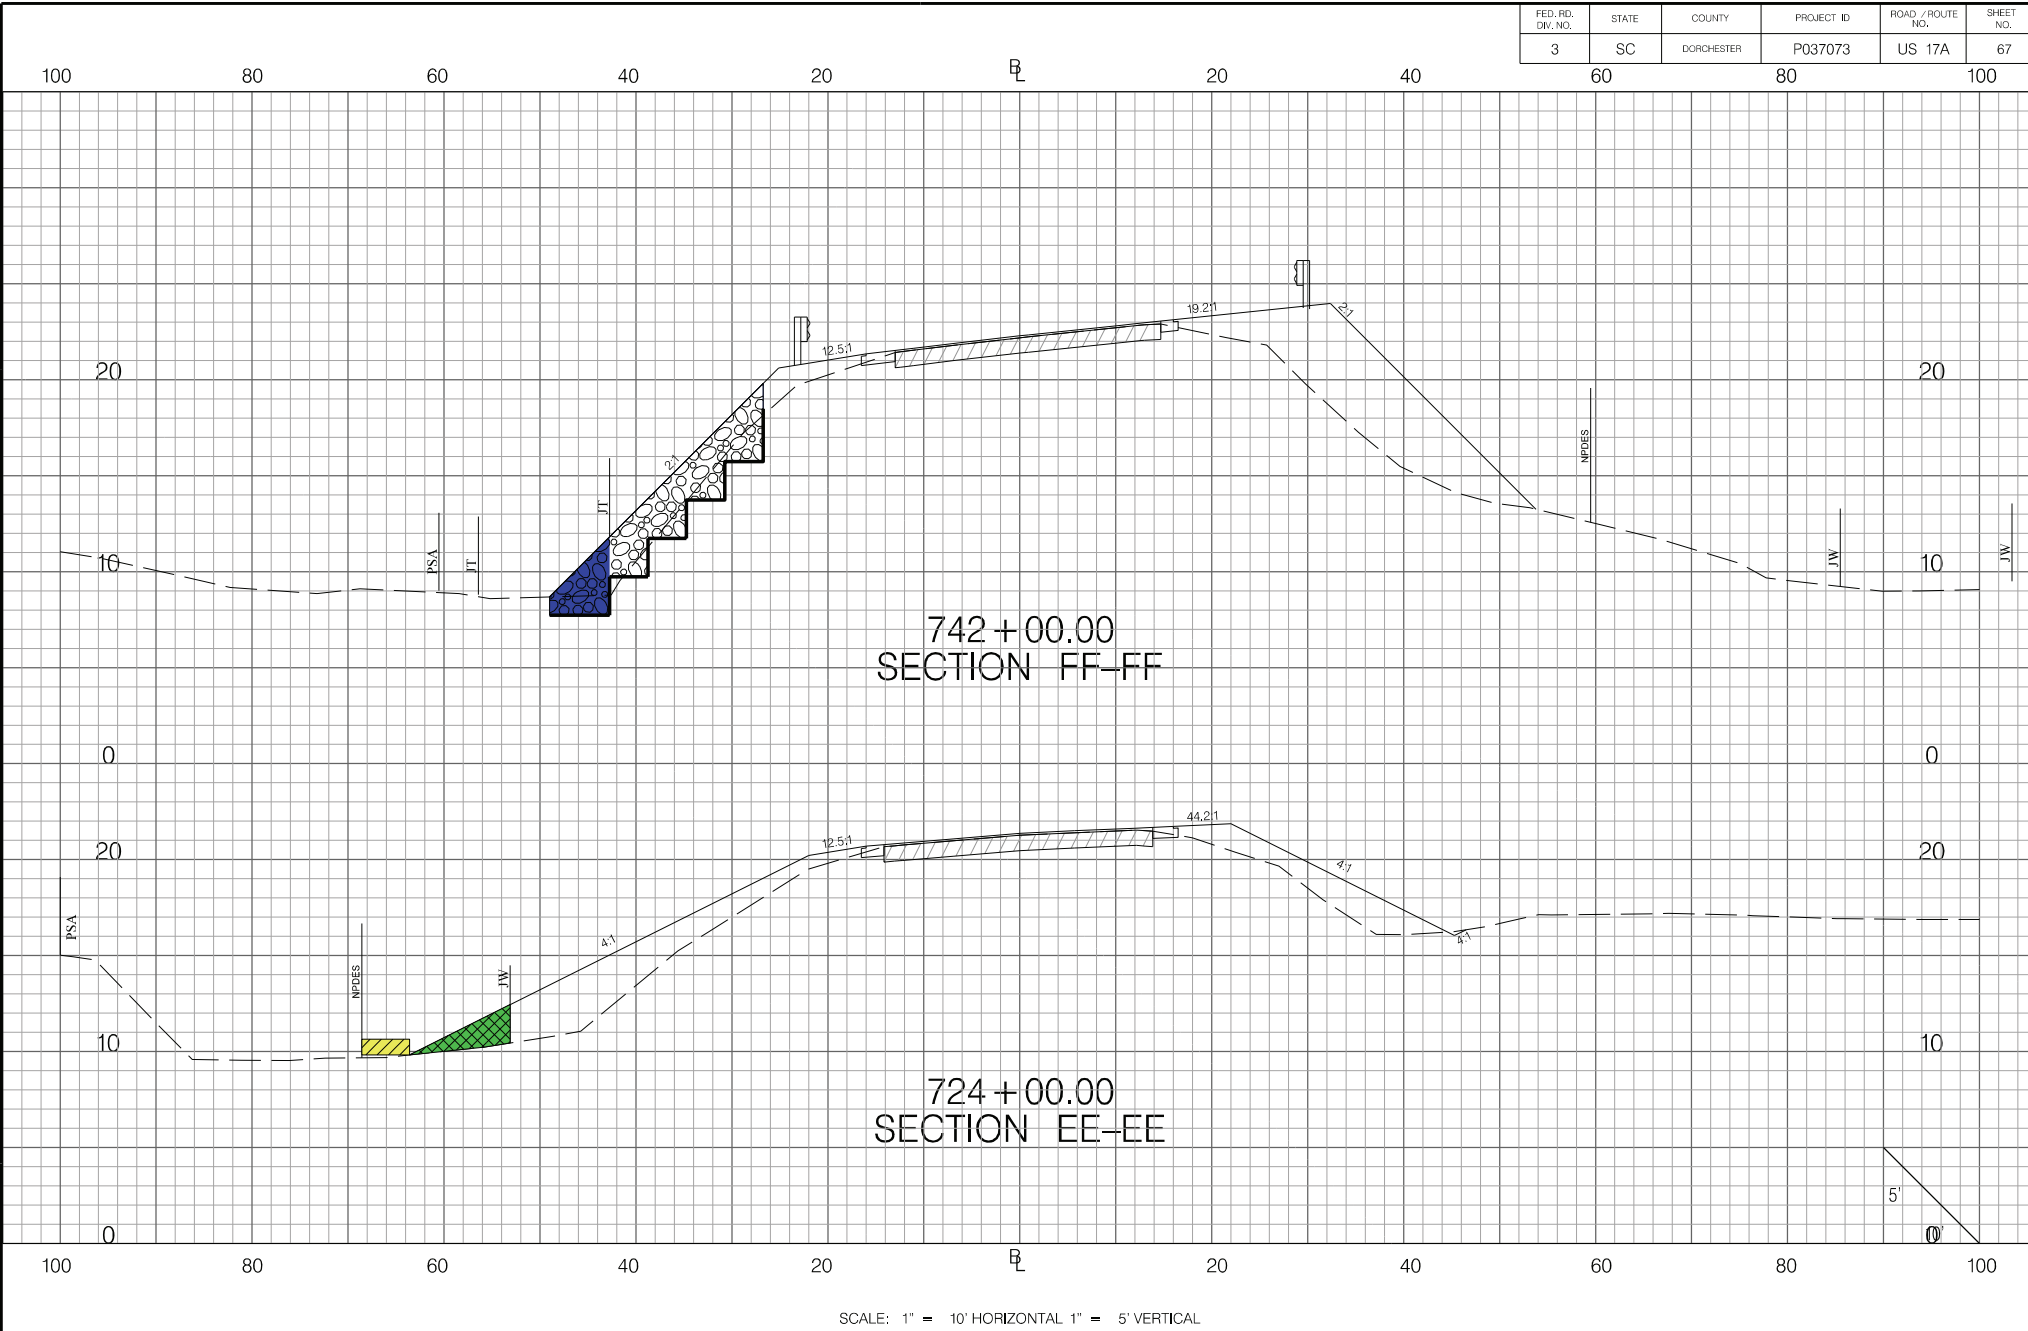 FED. RD. DIV. NO. STATE COUNTY PROJECT ID ROAD / ROUTE NO. SHEET NO.
3 SC DORCHESTER P037073 US 17A 67
100 80 60 40 20 BL 20 40 60 80 100
19.2:1 2:1
12.5:1
20 20
NPDES
2:1
JT
PSA JT JW JW
10 10
742+00.00
SECTION FF-FF
0 0
44.2:1
12.5:1
20 20
4:1
PSA
4:1 4:1
NPDES JW
10 10
724+00.00
SECTION EE-EE
5'
0 10'
100 80 60 40 20 BL 20 40 60 80 100
SCALE: 1" = 10' HORIZONTAL 1" = 5' VERTICAL